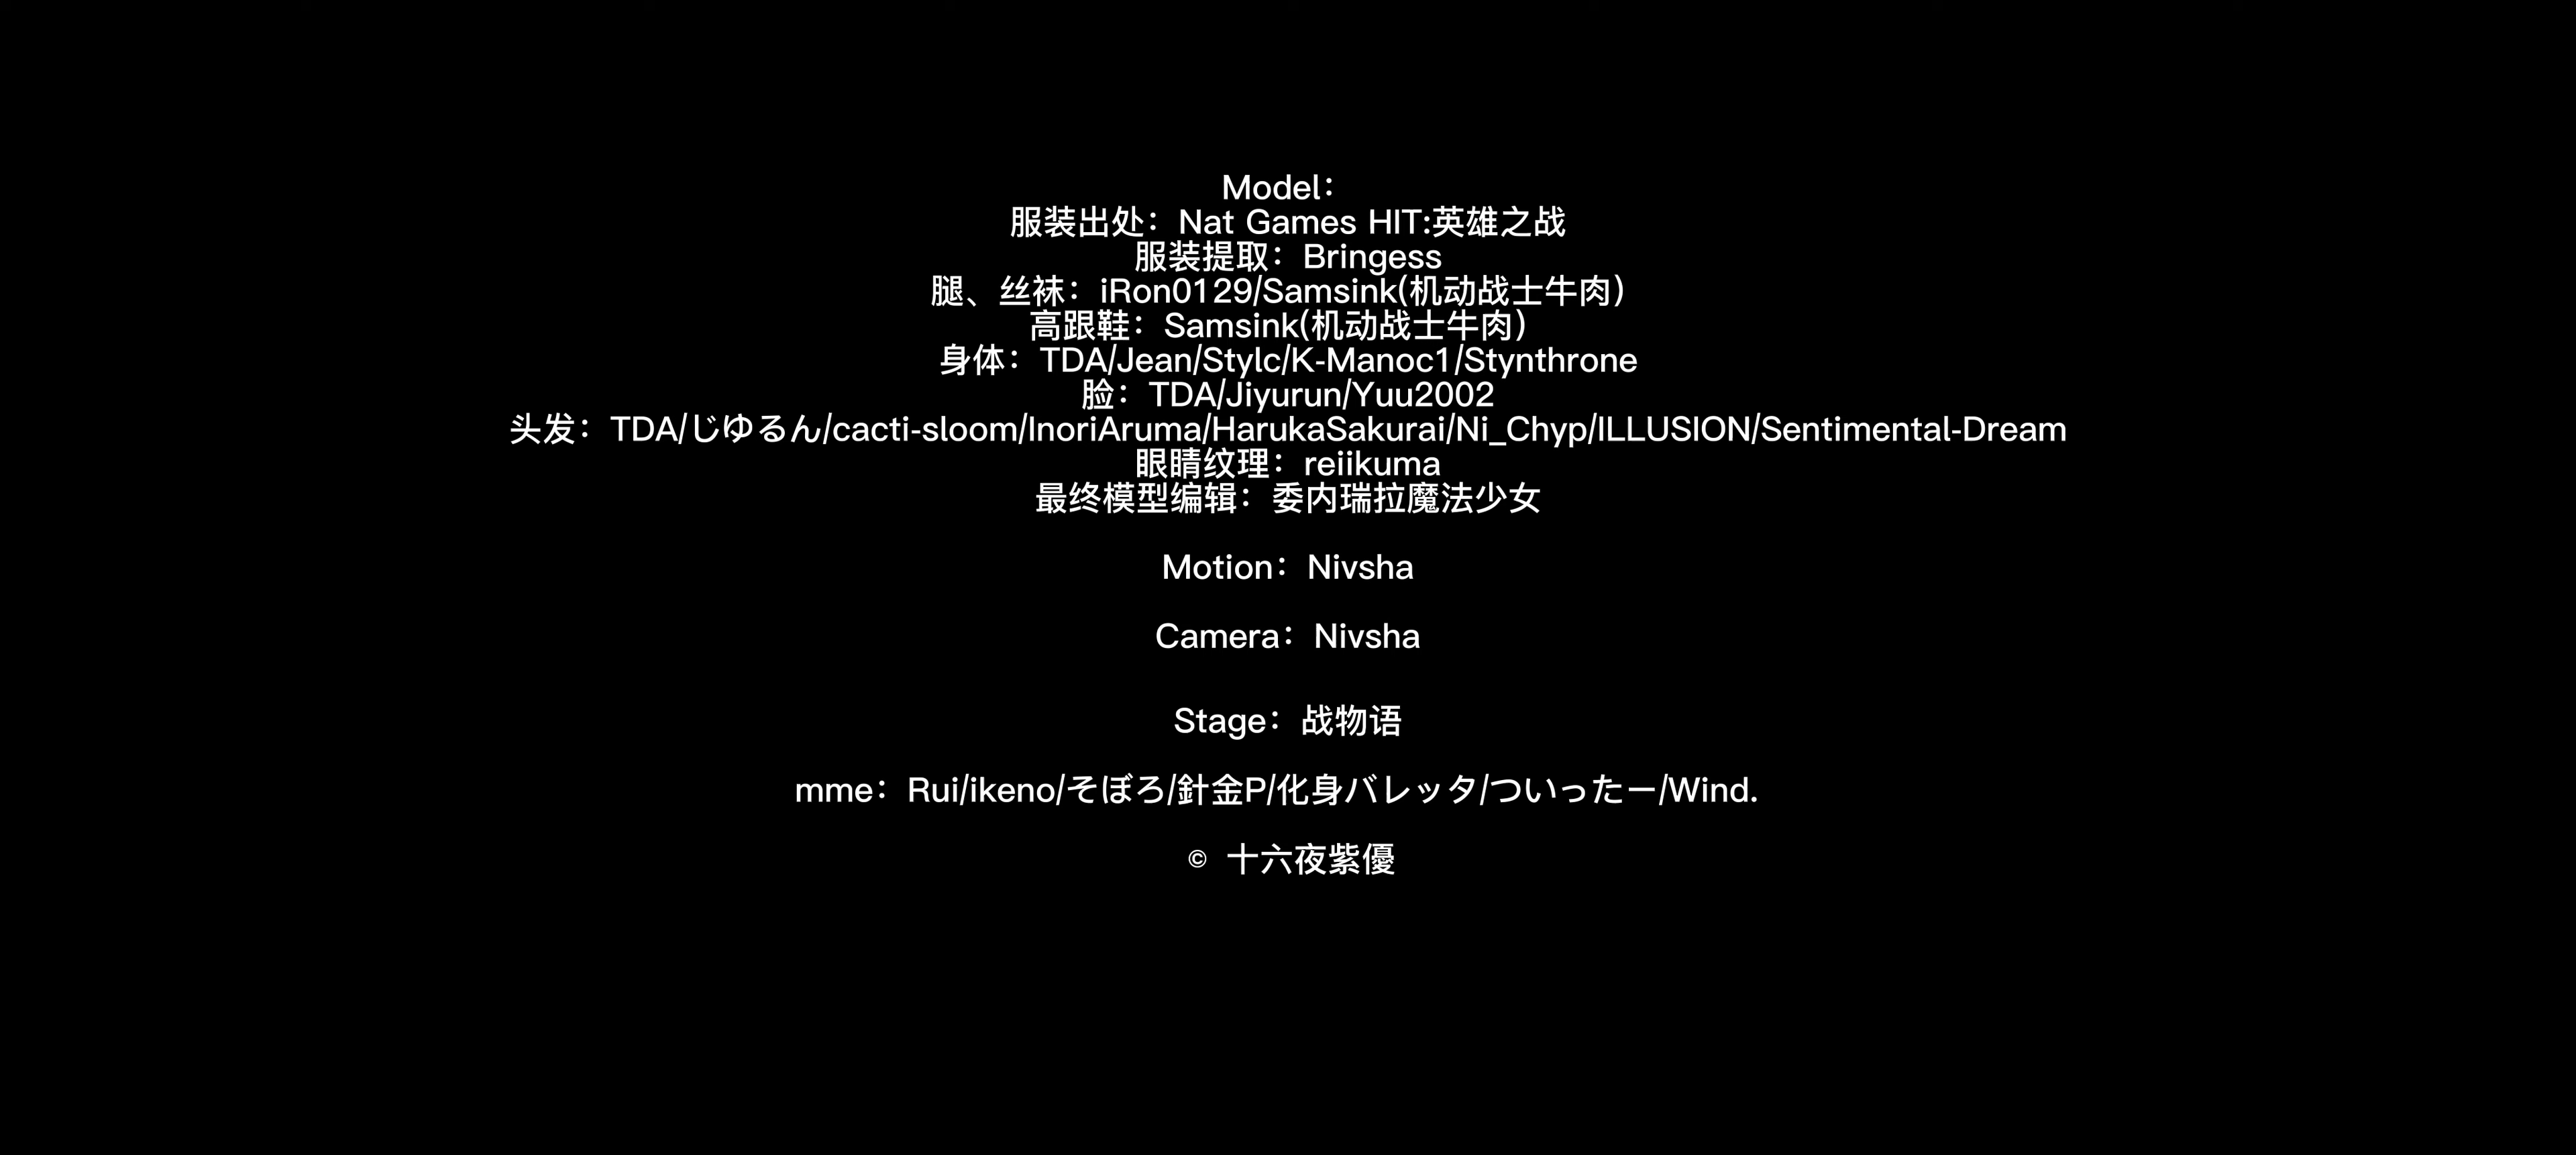 Model：
服装出处：Nat Games HIT:英雄之战
服装提取：Bringess
腿、丝袜：iRon0129/Samsink(机动战士牛肉)
高跟鞋：Samsink(机动战士牛肉)
身体：TDA/Jean/Stylc/K-Manoc1/Stynthrone
脸：TDA/Jiyurun/Yuu2002
头发：TDA/じゆるん/cacti-sloom/InoriAruma/HarukaSakurai/Ni_Chyp/ILLUSION/Sentimental-Dream
眼睛纹理：reiikuma
最终模型编辑：委内瑞拉魔法少女
Motion：Nivsha
Camera：Nivsha
Stage：战物语
mme：Rui/ikeno/そぼろ/針金P/化身バレッタ/ついったー/Wind.
© 十六夜紫優